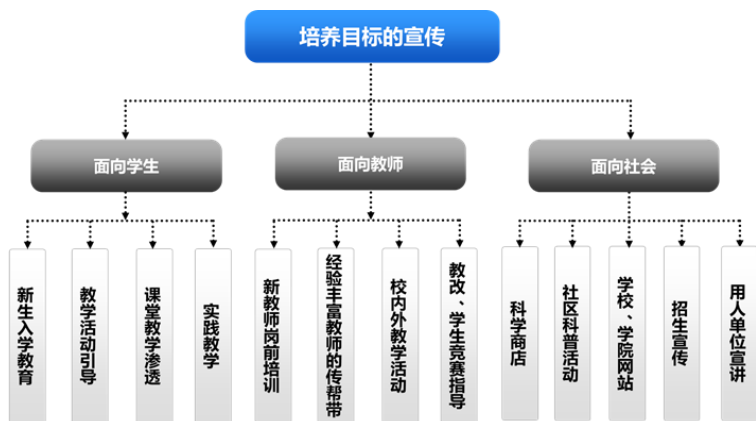 培养目标的宣传
面向学生
面向教师
面向社会
新生入学教育
教学活动引导
课堂教学渗透
实践教学
新教师岗前培训
经验丰富教师的传帮带
校内外教学活动
教改、学生竞赛指导
科学商店
社区科普活动
学校、学院网站
招生宣传
用人单位宣讲